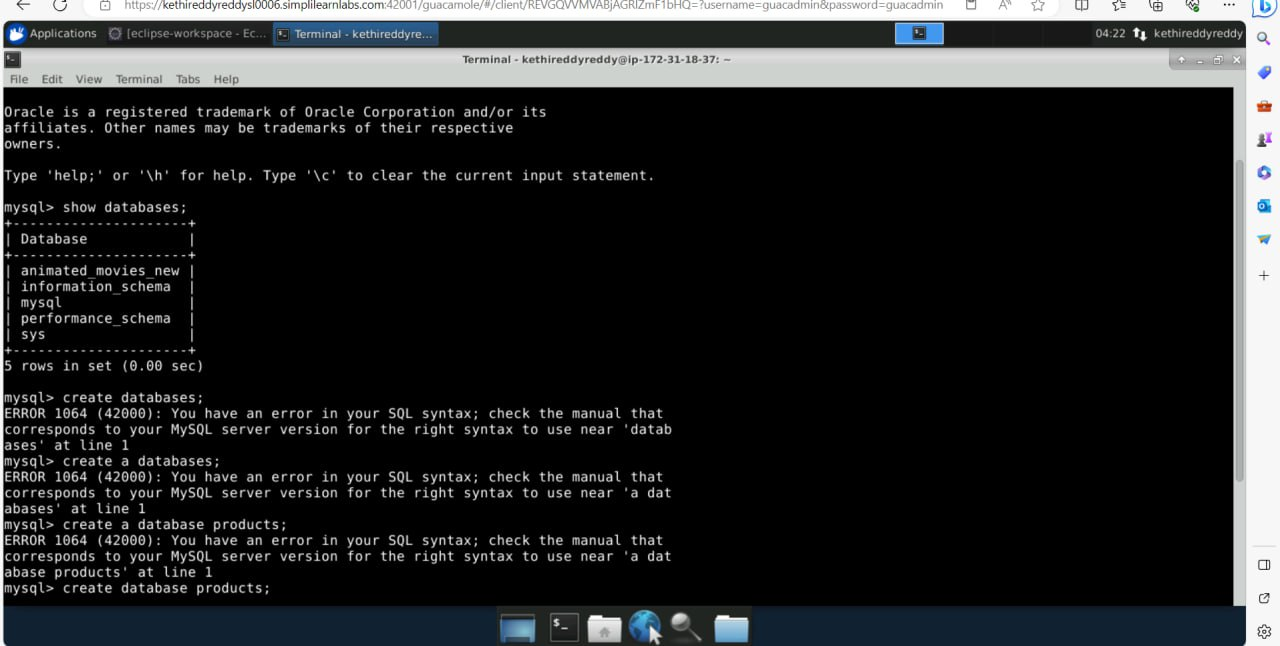 https://kethireddyreddysl0006.simplilearnlabs.com:42001/guacamole/#/client/REVGQVVMVABjAGRlZmF1bHQ=?username=guacadmin&password=guacadmin
Applications [eclipse-workspace - Ec... Terminal - kethireddyre... 04:22 kethireddyreddy
Terminal - kethireddyreddy@ip-172-31-18-37: ~
File Edit View Terminal Tabs Help
Oracle is a registered trademark of Oracle Corporation and/or its
affiliates. Other names may be trademarks of their respective
owners.
Type 'help;' or '\h' for help. Type '\c' to clear the current input statement.
mysql> show databases;
+---------------------+
| Database |
+---------------------+
| animated_movies_new |
| information_schema |
| mysql |
| performance_schema |
| sys |
+---------------------+
5 rows in set (0.00 sec)
mysql> create databases;
ERROR 1064 (42000): You have an error in your SQL syntax; check the manual that
corresponds to your MySQL server version for the right syntax to use near 'datab
ases' at line 1
mysql> create a databases;
ERROR 1064 (42000): You have an error in your SQL syntax; check the manual that
corresponds to your MySQL server version for the right syntax to use near 'a dat
abases' at line 1
mysql> create a database products;
ERROR 1064 (42000): You have an error in your SQL syntax; check the manual that
corresponds to your MySQL server version for the right syntax to use near 'a dat
abase products' at line 1
mysql> create database products;